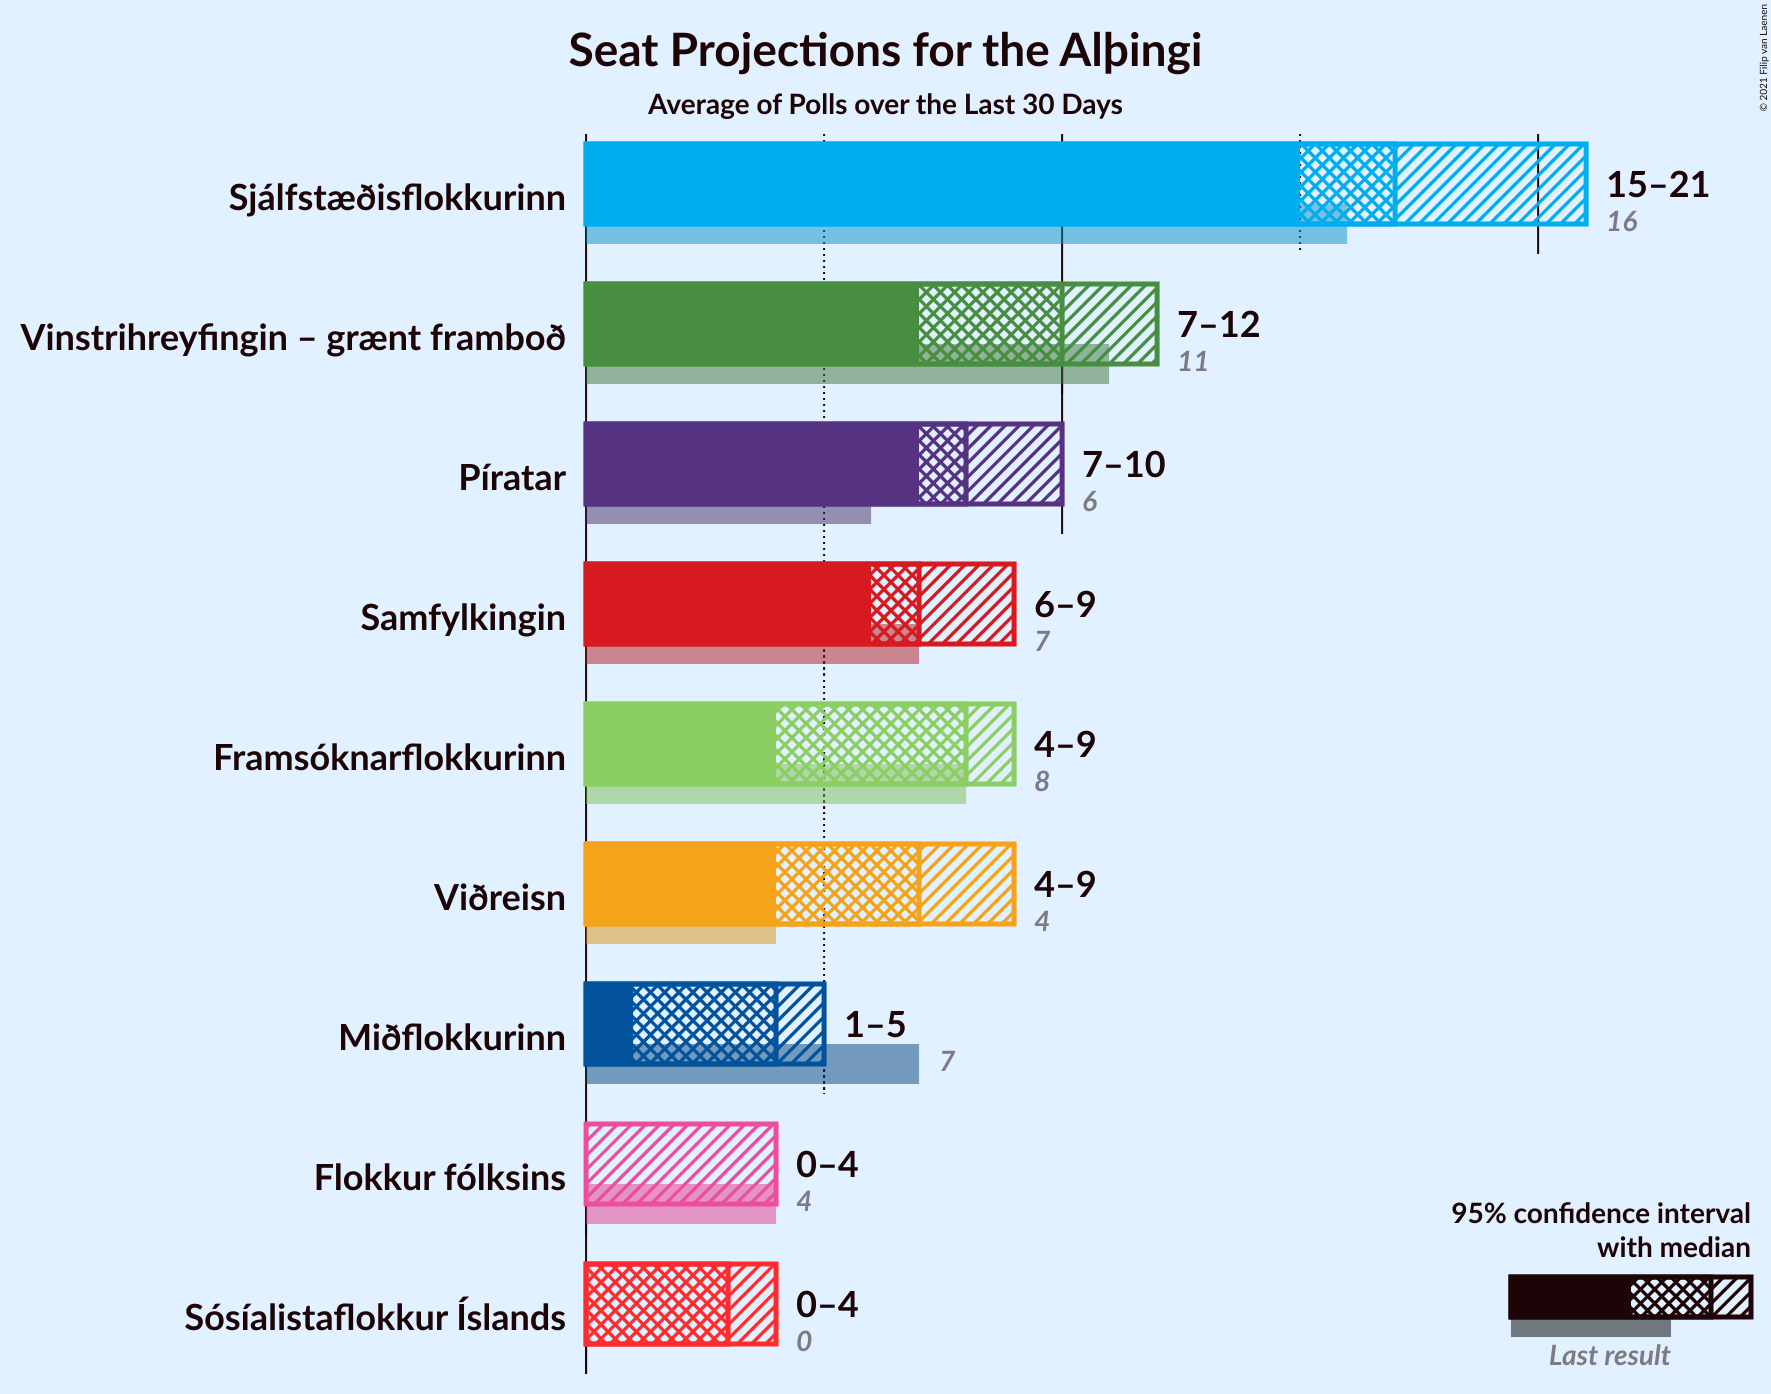 Seat Projections for the Alþingi
Average of Polls over the Last 30 Days
© 2021 Filip van Laenen
Sjálfstæðisflokkurinn
15–21
16
Vinstrihreyfingin – grænt framboð
7–12
11
Píratar
7–10
6
Samfylkingin
6–9
7
Framsóknarflokkurinn
4–9
8
Viðreisn
4–9
4
Miðflokkurinn
1–5
7
Flokkur fólksins
0–4
4
Sósíalistaflokkur Íslands
0–4
0
95% confidence interval
with median
Last result